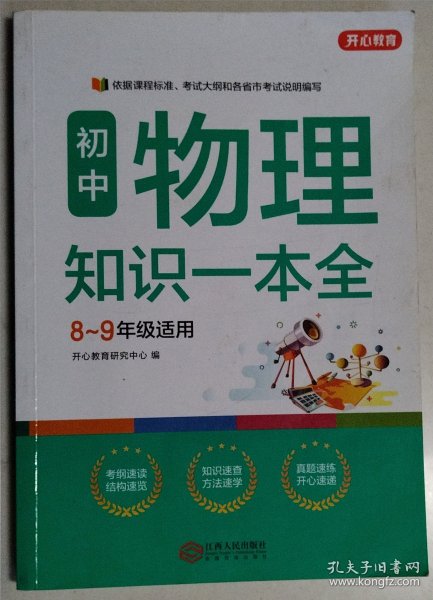 开心教育
依据课程标准、考试大纲和各省市考试说明编写
初中
物理
知识一本全
8~9年级适用
开心教育研究中心 编
考纲速读
结构速览
知识速查
方法速学
真题速练
开心速递
江西人民出版社
孔夫子旧书网
www.kongfz.com